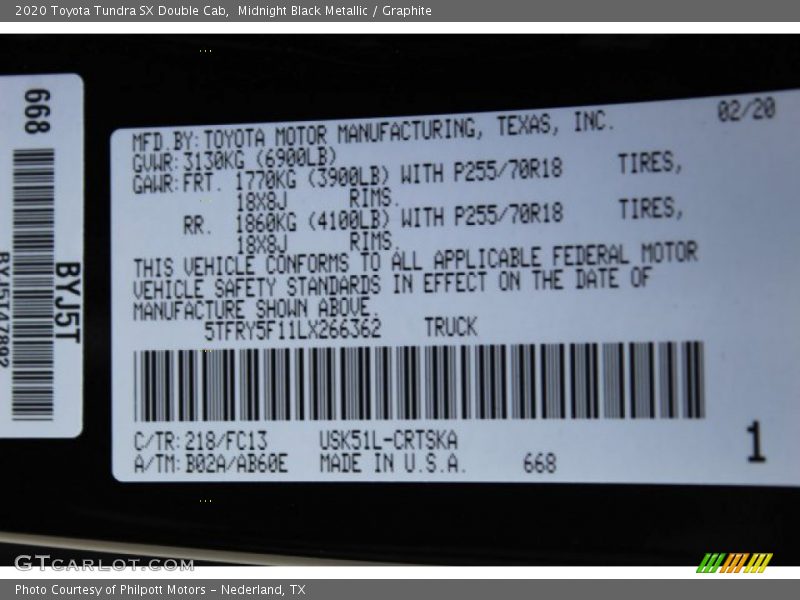 2020 Toyota Tundra SX Double Cab,  Midnight Black Metallic / Graphite
668
BYJ5T
BYJ5T47892
02/20
MFD.BY: TOYOTA MOTOR MANUFACTURING, TEXAS, INC.
GVWR: 3130KG (6900LB)
GAWR: FRT. 1770KG (3900LB) WITH P255/70R18 TIRES,
18X8J RIMS.
RR. 1860KG (4100LB) WITH P255/70R18 TIRES,
18X8J RIMS.
THIS VEHICLE CONFORMS TO ALL APPLICABLE FEDERAL MOTOR
VEHICLE SAFETY STANDARDS IN EFFECT ON THE DATE OF
MANUFACTURE SHOWN ABOVE.
5TFRY5F11LX266362 TRUCK
C/TR: 218/FC13 USK51L-CRTSKA
A/TM: B02A/AB60E MADE IN U.S.A. 668
1
GTcarlot.com
Photo Courtesy of Philpott Motors - Nederland, TX